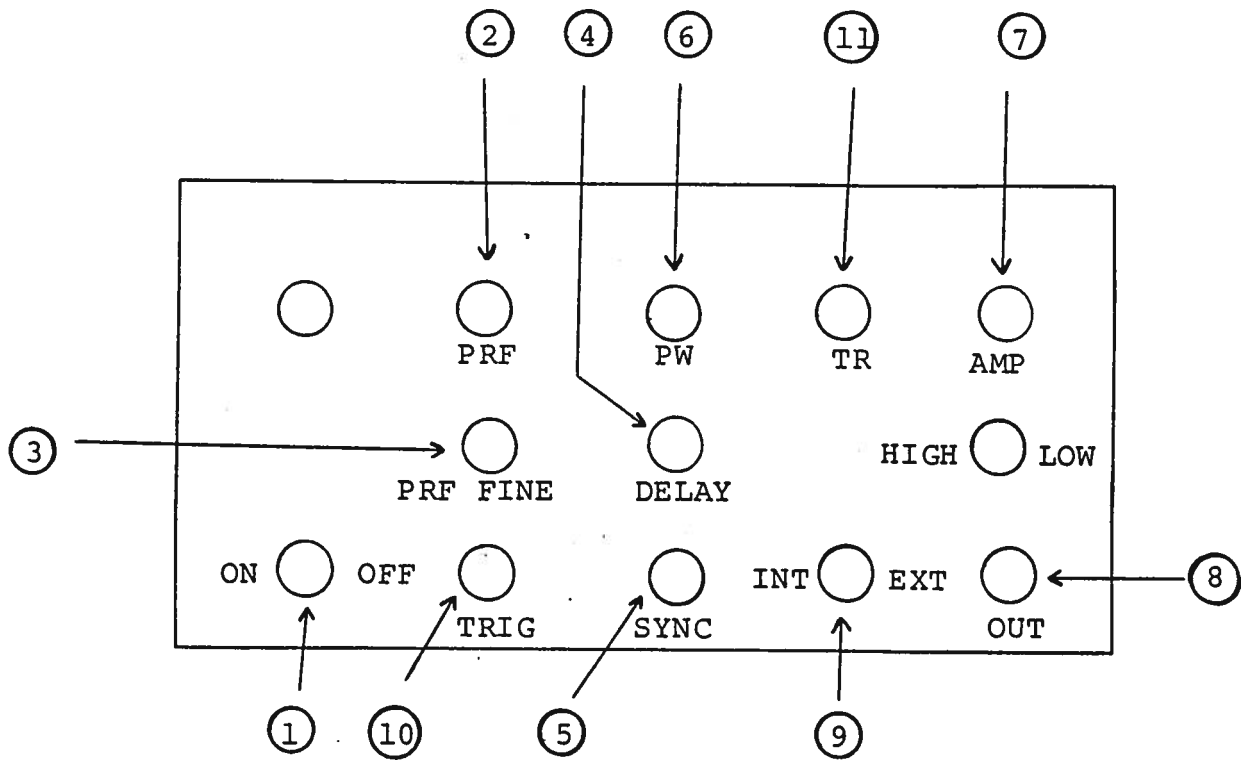 2 4 6 11 7
PRF PW TR AMP
3
HIGH LOW
PRF FINE DELAY
ON OFF INT EXT 8
TRIG SYNC OUT
1 10 5 9